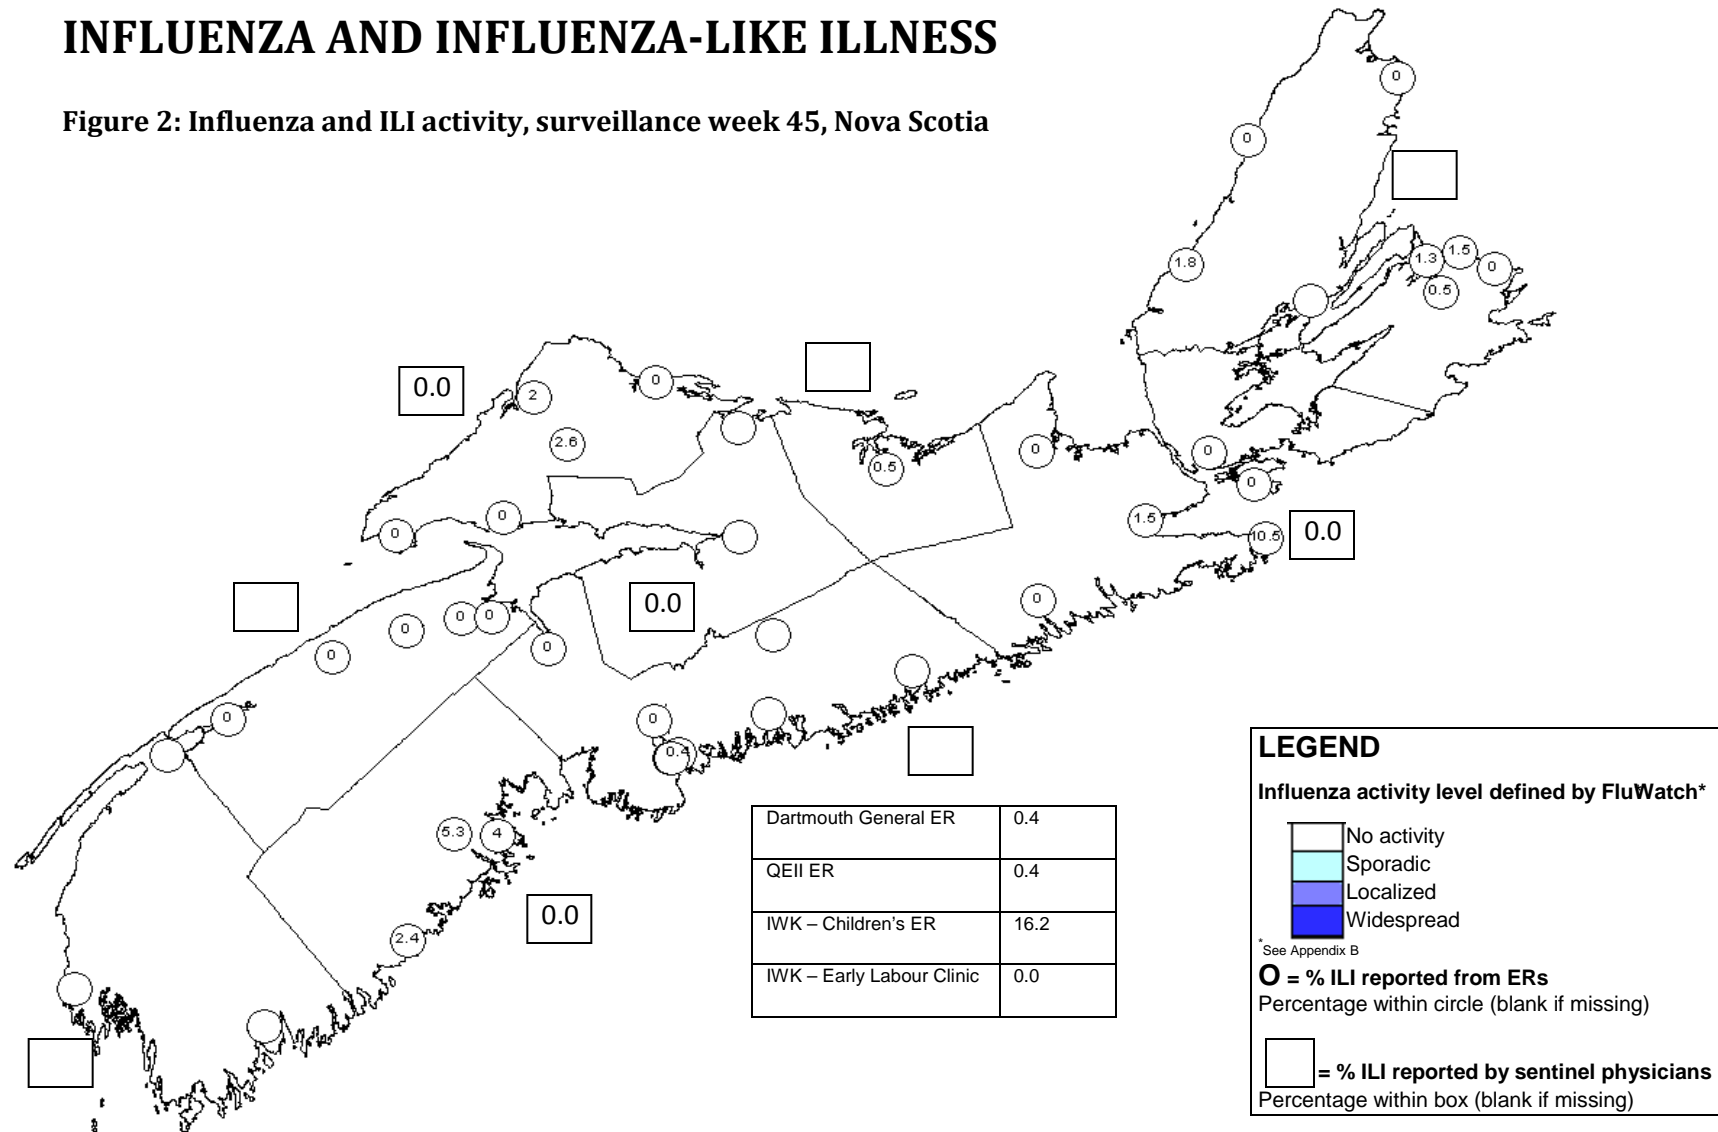 INFLUENZA AND INFLUENZA-LIKE ILLNESS
Figure 2: Influenza and ILI activity, surveillance week 45, Nova Scotia
0
0
1.8
1.3
1.5
0
0.5
0.0
2
0
2.6
0.5
0
0
0
0
0
1.5
10.5
0.0
0.0
0
0
0
0
0
0
0
0
0.4
5.3
4
0.0
2.4
Dartmouth General ER 0.4
QEII ER 0.4
IWK – Children's ER 16.2
IWK – Early Labour Clinic 0.0
LEGEND
Influenza activity level defined by FluWatch*
No activity
Sporadic
Localized
Widespread
*See Appendix B
O = % ILI reported from ERs
Percentage within circle (blank if missing)
= % ILI reported by sentinel physicians
Percentage within box (blank if missing)